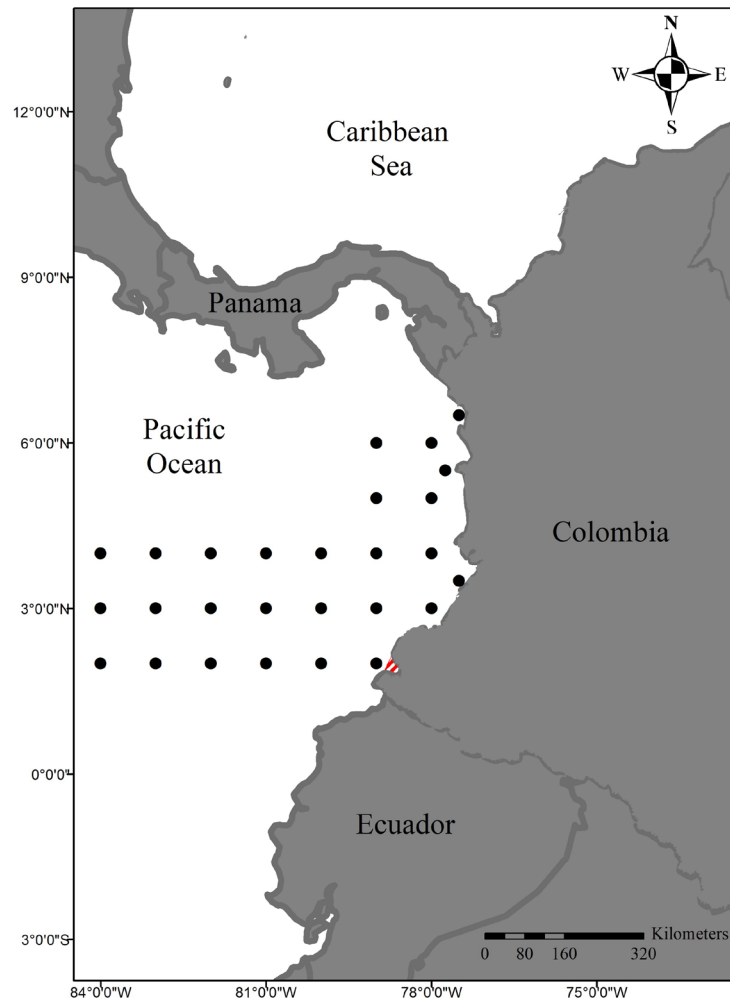 N
W E
S
12°0'0"N
Caribbean
Sea
9°0'0"N
Panama
6°0'0"N
Pacific
Ocean
Colombia
3°0'0"N
0°0'0"
Ecuador
3°0'0"S
Kilometers
0 80 160 320
84°0'0"W 81°0'0"W 78°0'0"W 75°0'0"W